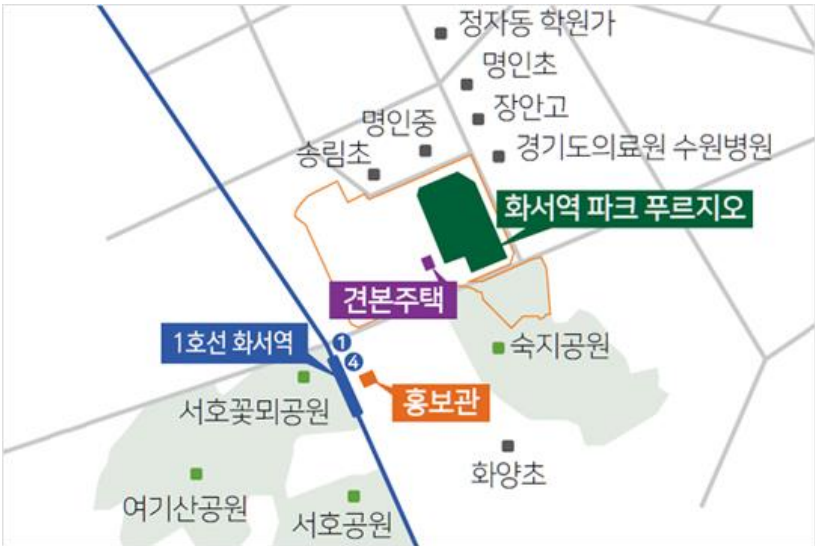 정자동 학원가
명인초
장안고
명인중
경기도의료원 수원병원
송림초
화서역 파크 푸르지오
견본주택
1호선 화서역
1
4
숙지공원
홍보관
서호꽃뫼공원
화양초
여기산공원
서호공원